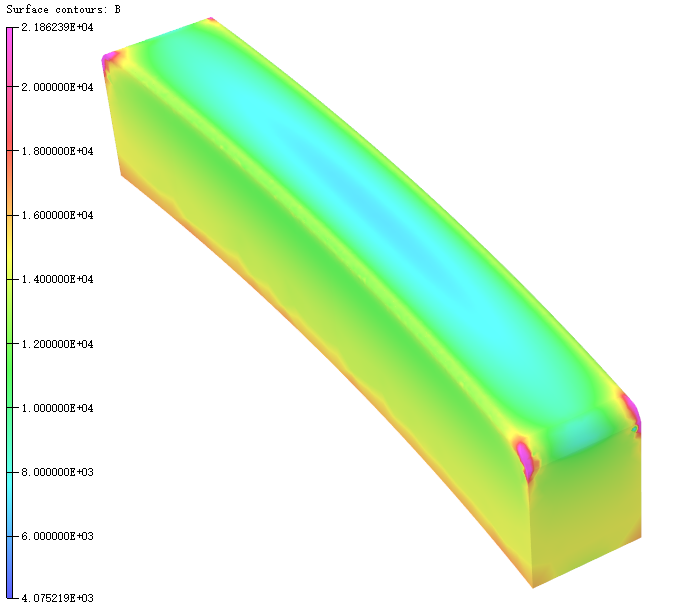 Surface contours: B
2.186239E+04
2.000000E+04
1.800000E+04
1.600000E+04
1.400000E+04
1.200000E+04
1.000000E+04
8.000000E+03
6.000000E+03
4.075219E+03